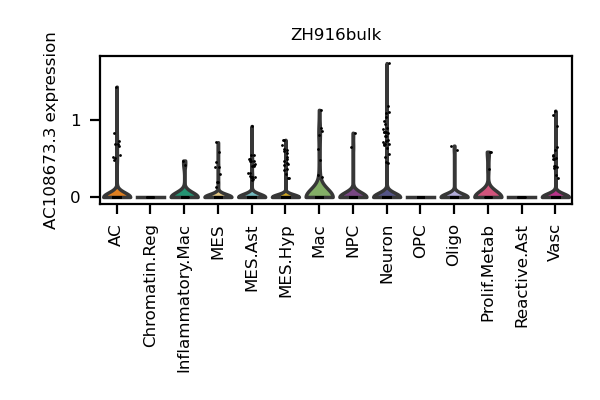 ZH916bulk
AC108673.3 expression
1
0
AC
Chromatin.Reg
Inflammatory.Mac
MES
MES.Ast
MES.Hyp
Mac
NPC
Neuron
OPC
Oligo
Prolif.Metab
Reactive.Ast
Vasc